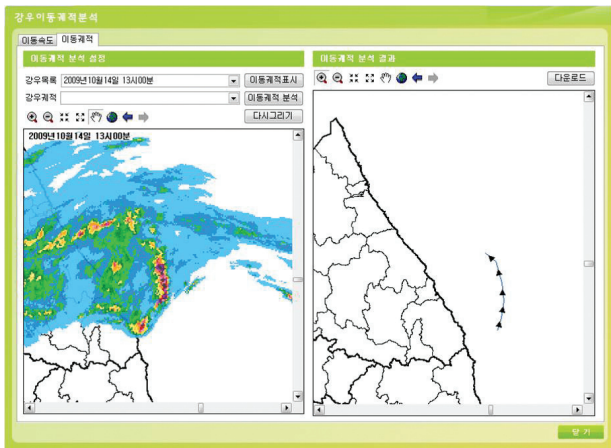 강우이동궤적분석
이동속도 이동궤적
이동궤적 분석 설정
강우목록 2009년10월14일 13시00분 이동궤적표시
강우궤적 이동궤적 분석
다시그리기
2009년10월14일 13시00분
이동궤적 분석 결과
다운로드
닫 기